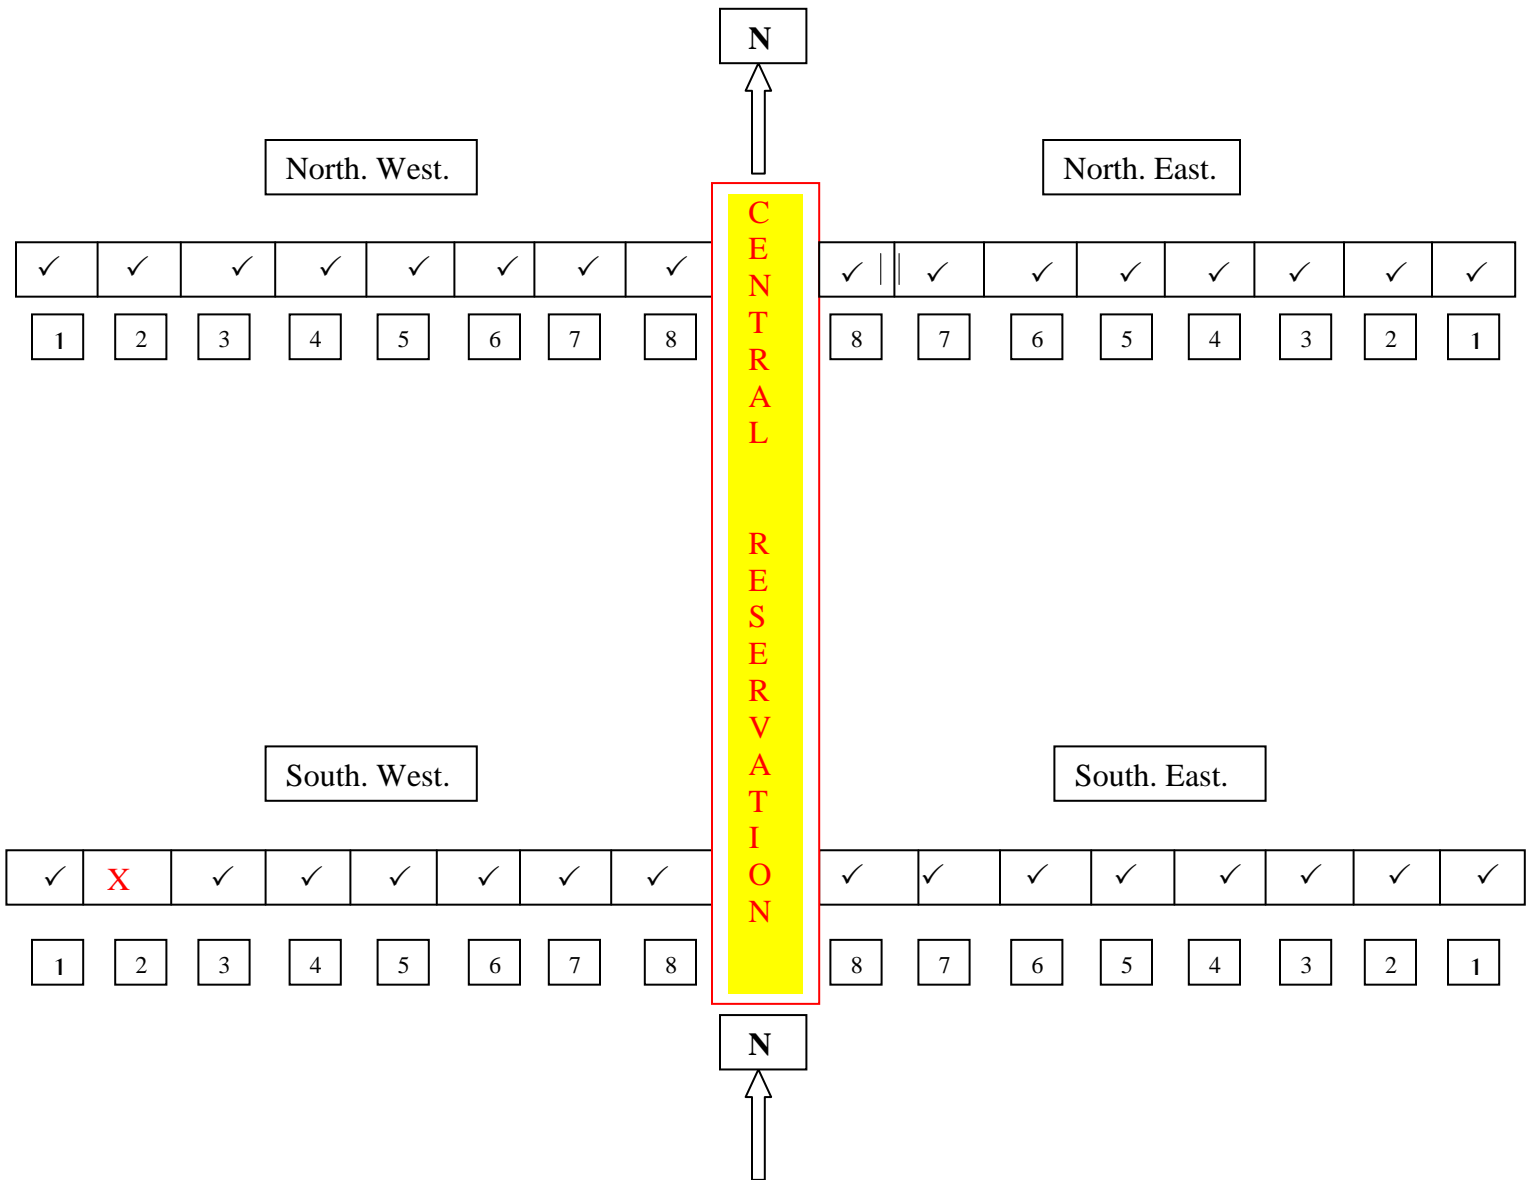 N
North. West.
North. East.
✓ ✓ ✓ ✓ ✓ ✓ ✓ ✓ ✓ ✓ ✓ ✓ ✓ ✓ ✓ ✓
1 2 3 4 5 6 7 8 8 7 6 5 4 3 2 1
CENTRAL RESERVATION
South. West.
South. East.
✓ X ✓ ✓ ✓ ✓ ✓ ✓ ✓ ✓ ✓ ✓ ✓ ✓ ✓ ✓
1 2 3 4 5 6 7 8 8 7 6 5 4 3 2 1
N